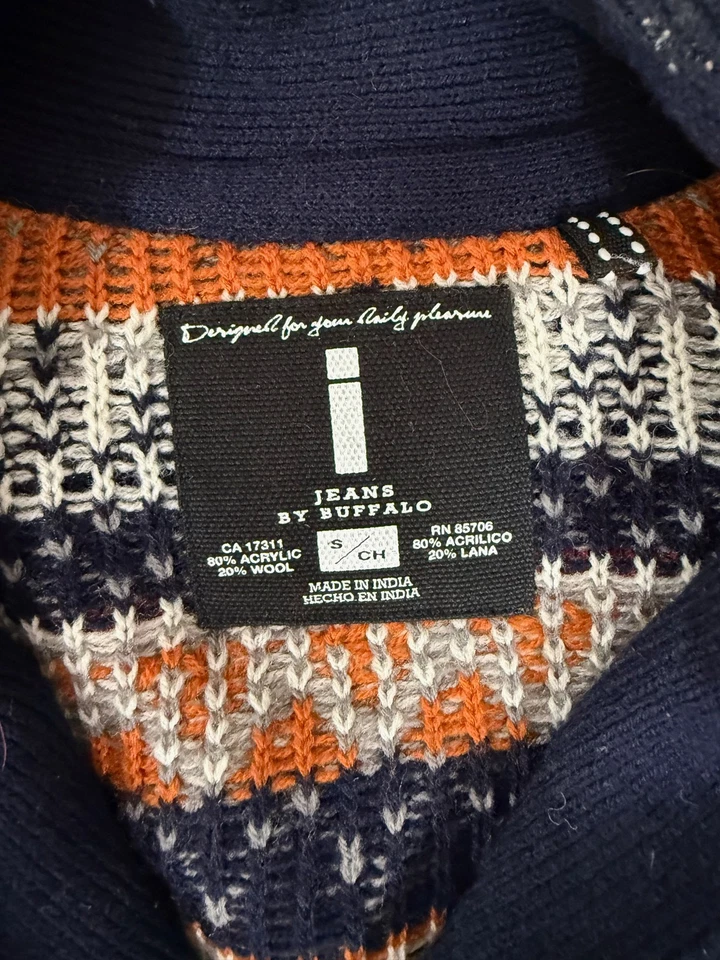 Designed for your daily pleasure
i
JEANS
BY BUFFALO
CA 17311
80% ACRYLIC
20% WOOL
S/CH
RN 85706
80% ACRILICO
20% LANA
MADE IN INDIA
HECHO EN INDIA